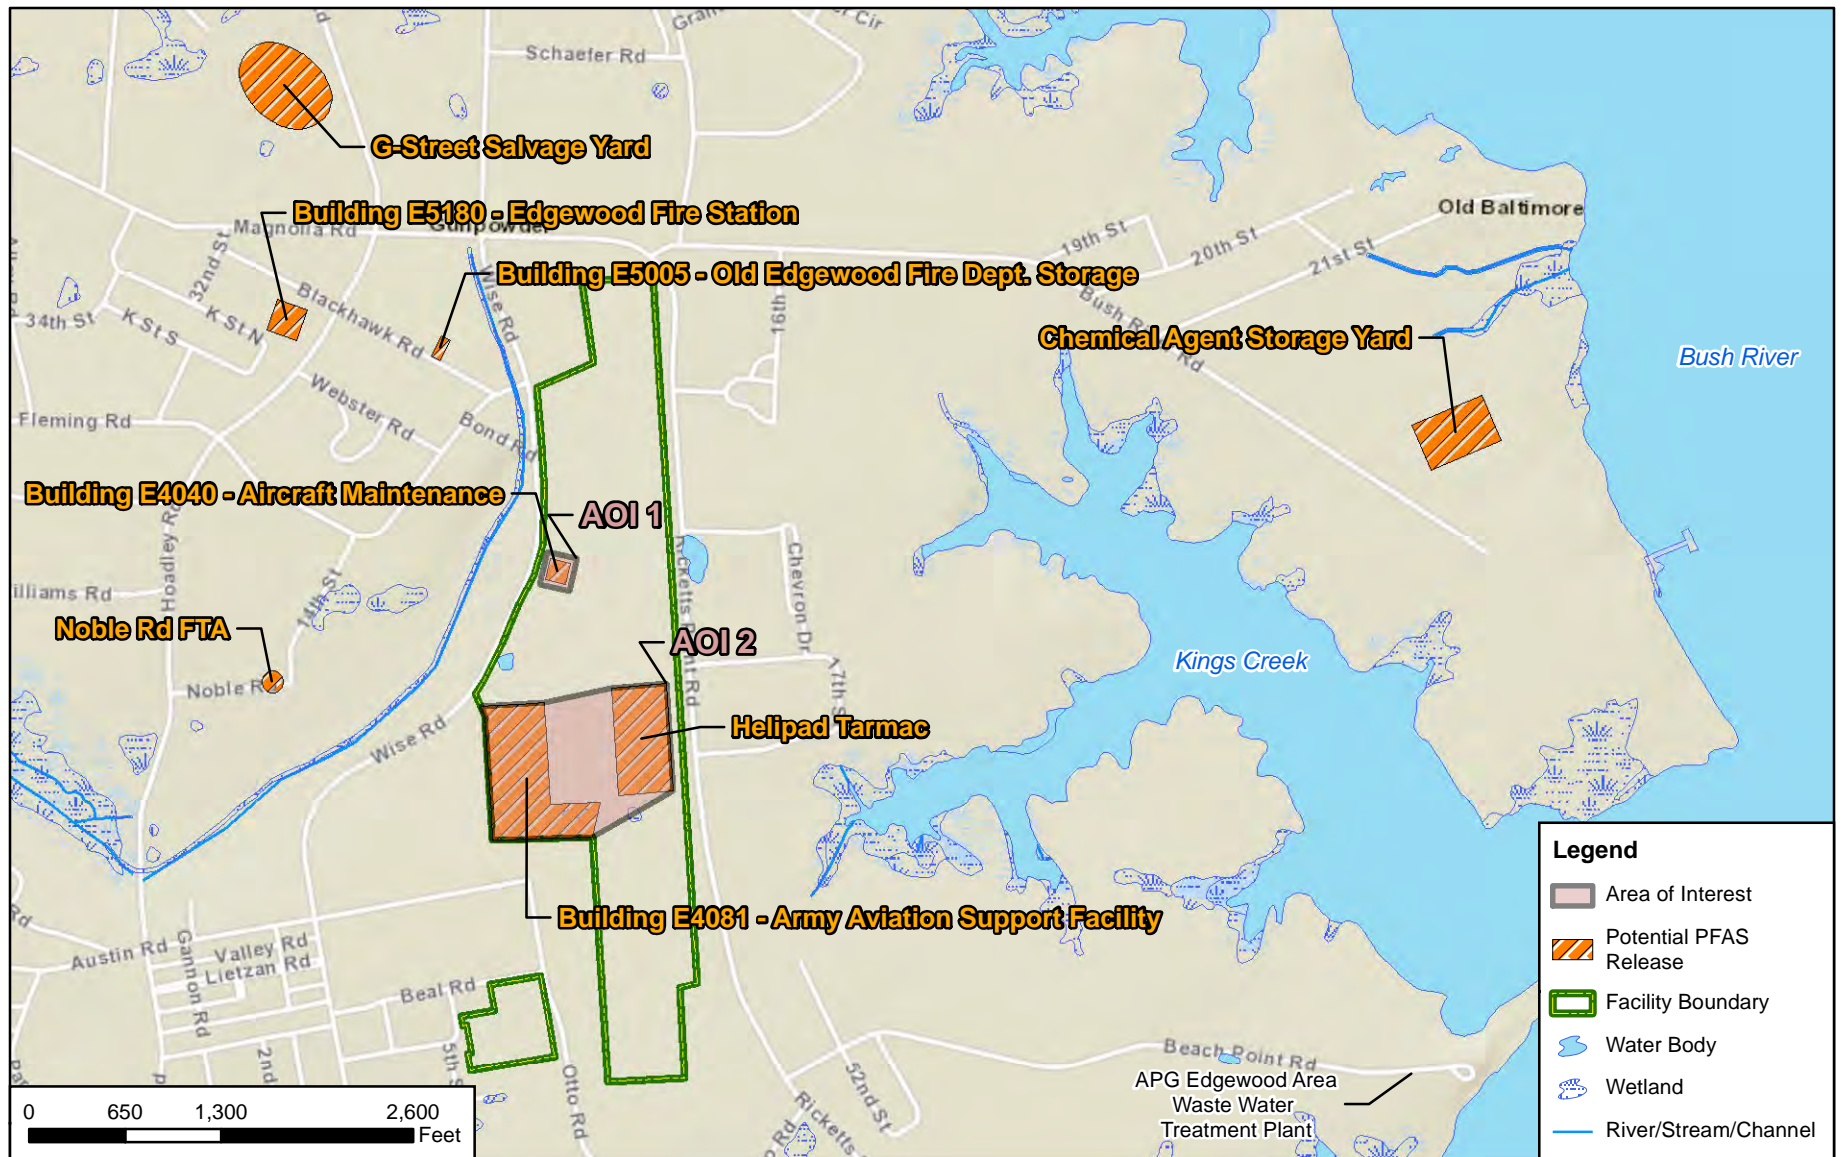 Schaefer Rd
Cir
G-Street Salvage Yard
Building E5180 - Edgewood Fire Station
Magnolia Rd
Gunpowder
Old Baltimore
19th St
20th St
21st St
32nd St
Building E5005 - Old Edgewood Fire Dept. Storage
Wise Rd
16th
Blackhawk Rd
34th St
K St S
K St N
Bush
Rd
Chemical Agent Storage Yard
Bush River
Webster Rd
Fleming Rd
Bond Rd
Building E4040 - Aircraft Maintenance
AOI 1
Hoadley Rd
Ricketts Point Rd
Chevron Dr
illiams Rd
14th St
Noble Rd FTA
AOI 2
Kings Creek
17th S
Noble R
Wise Rd
Helipad Tarmac
Building E4081 - Army Aviation Support Facility
Rd
Austin Rd
Valley Rd
Lietzan Rd
Gannon Rd
Beal Rd
5th S
2nd
Otto Rd
52nd St
Ricketts
Rd
Beach Point Rd
APG Edgewood Area
Waste Water
Treatment Plant
Legend
Area of Interest
Potential PFAS
Release
Facility Boundary
Water Body
Wetland
River/Stream/Channel
0 650 1,300 2,600
Feet